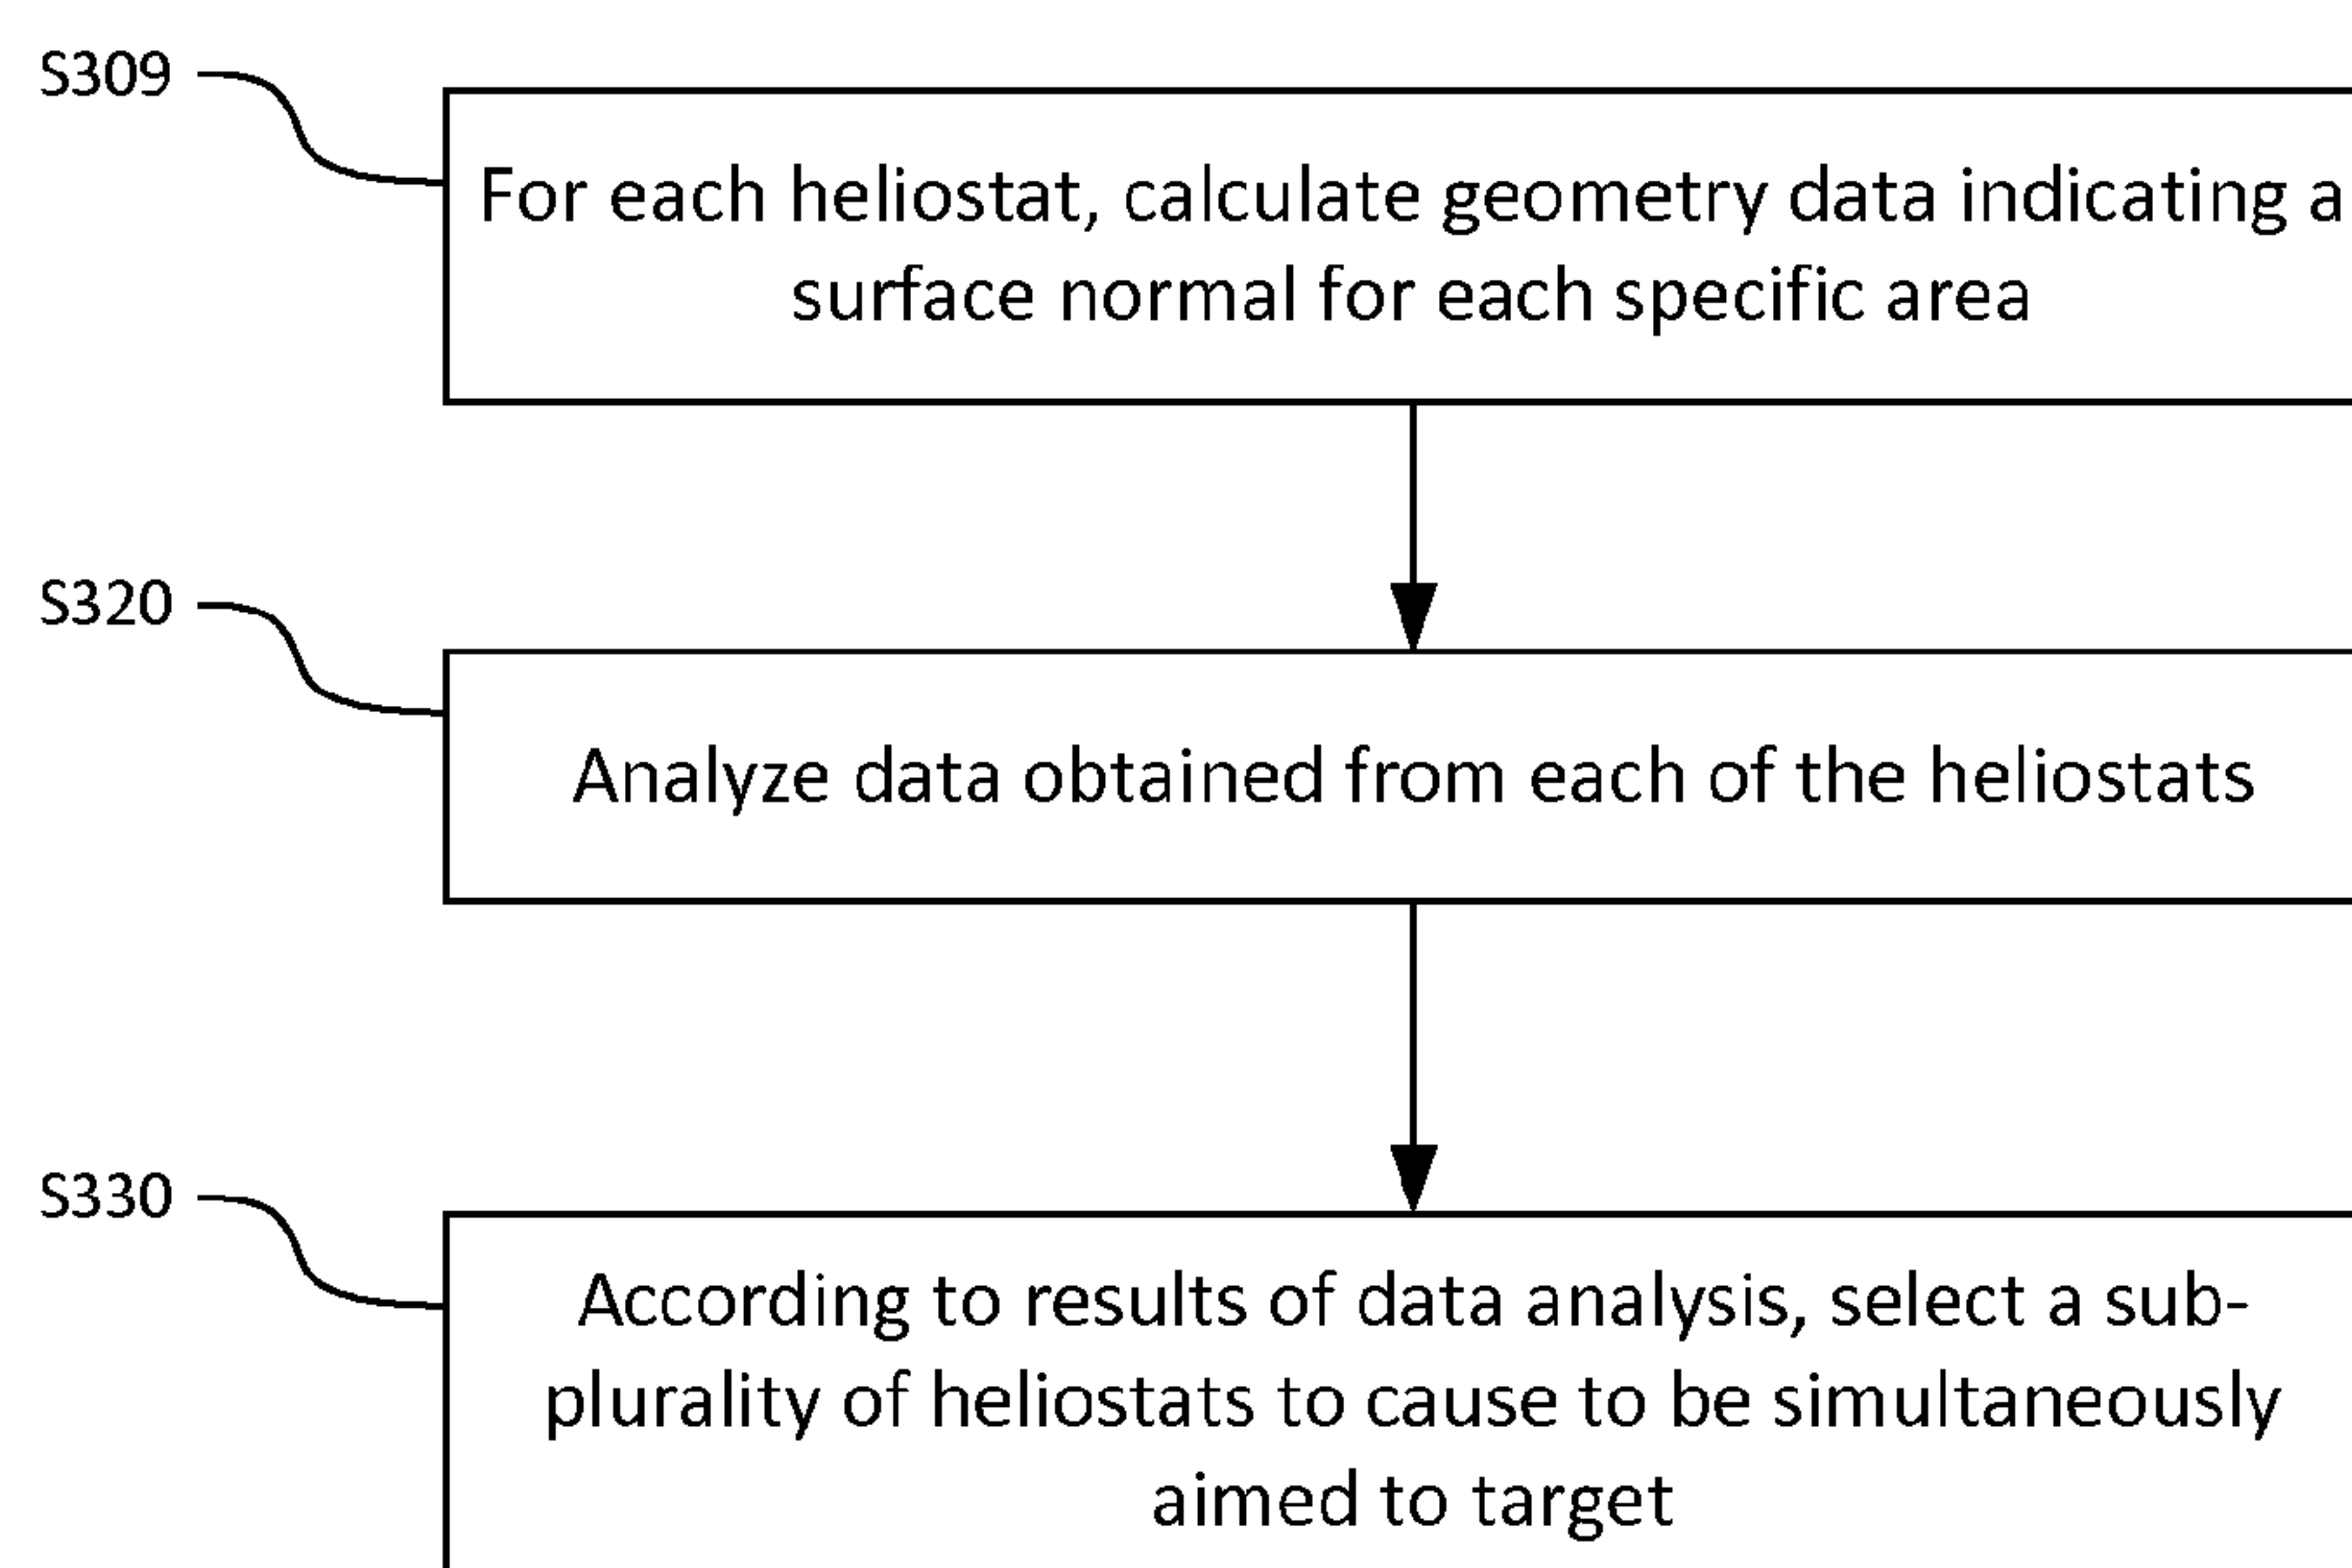 S309
For each heliostat, calculate geometry data indicating a
surface normal for each specific area
S320
Analyze data obtained from each of the heliostats
S330
According to results of data analysis, select a sub-
plurality of heliostats to cause to be simultaneously
aimed to target